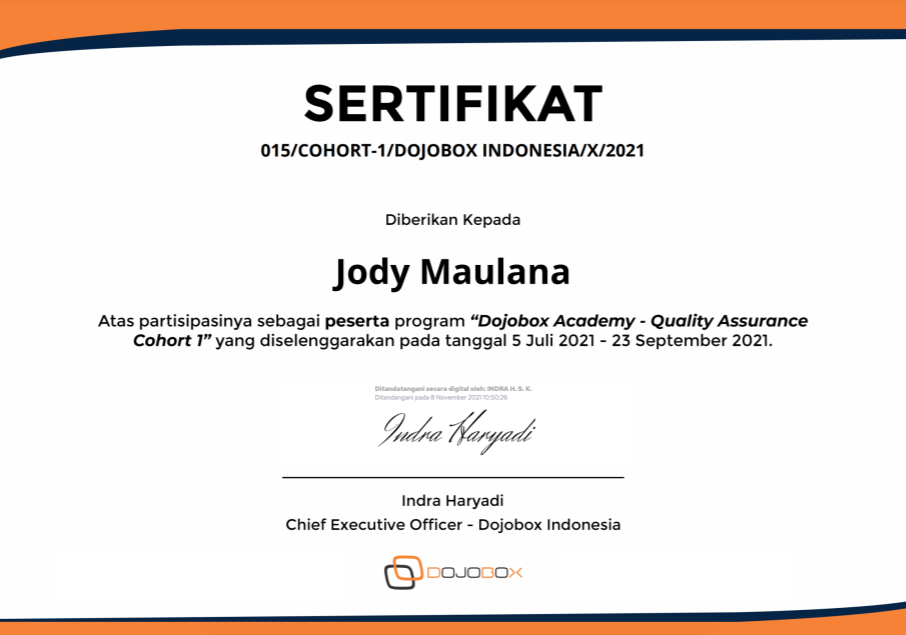 SERTIFIKAT
015/COHORT-1/DOJOBOX INDONESIA/X/2021
Diberikan Kepada
Jody Maulana
Atas partisipasinya sebagai peserta program “Dojobox Academy - Quality Assurance
Cohort 1” yang diselenggarakan pada tanggal 5 Juli 2021 - 23 September 2021.
Ditandatangani secara digital oleh: INDRA H. S. K.
Ditandangani pada 8 November 2021 10:50:26
Indra Haryadi
Indra Haryadi
Chief Executive Officer - Dojobox Indonesia
DOJOBOX